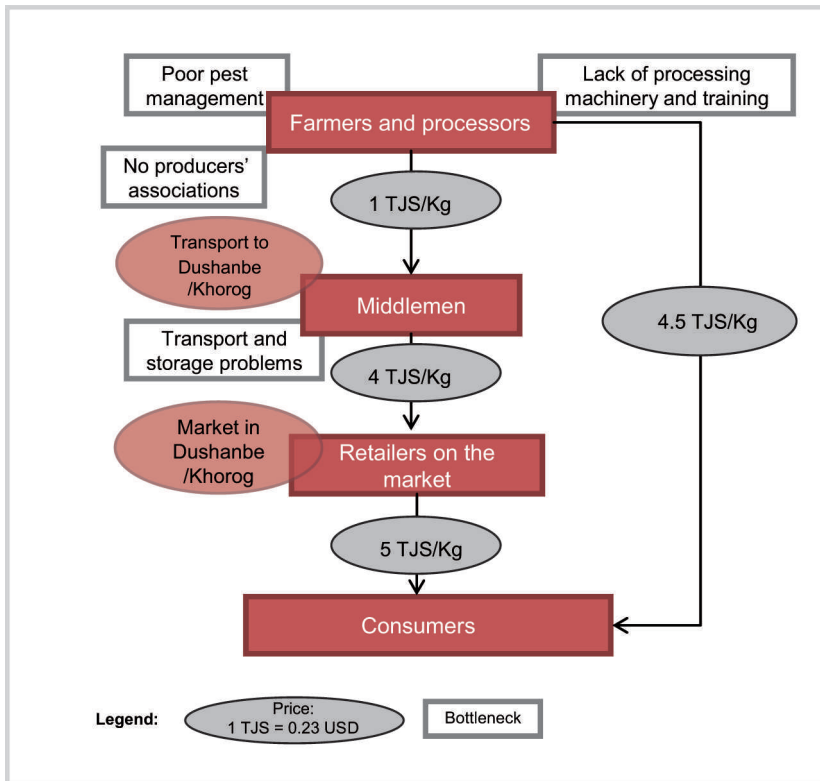 Poor pest
management
Lack of processing
machinery and training
Farmers and processors
No producers’
associations
1 TJS/Kg
Transport to
Dushanbe
/Khorog
Middlemen
4.5 TJS/Kg
Transport and
storage problems
4 TJS/Kg
Market in
Dushanbe
/Khorog
Retailers on the
market
5 TJS/Kg
Consumers
Legend:
Price:
1 TJS = 0.23 USD
Bottleneck